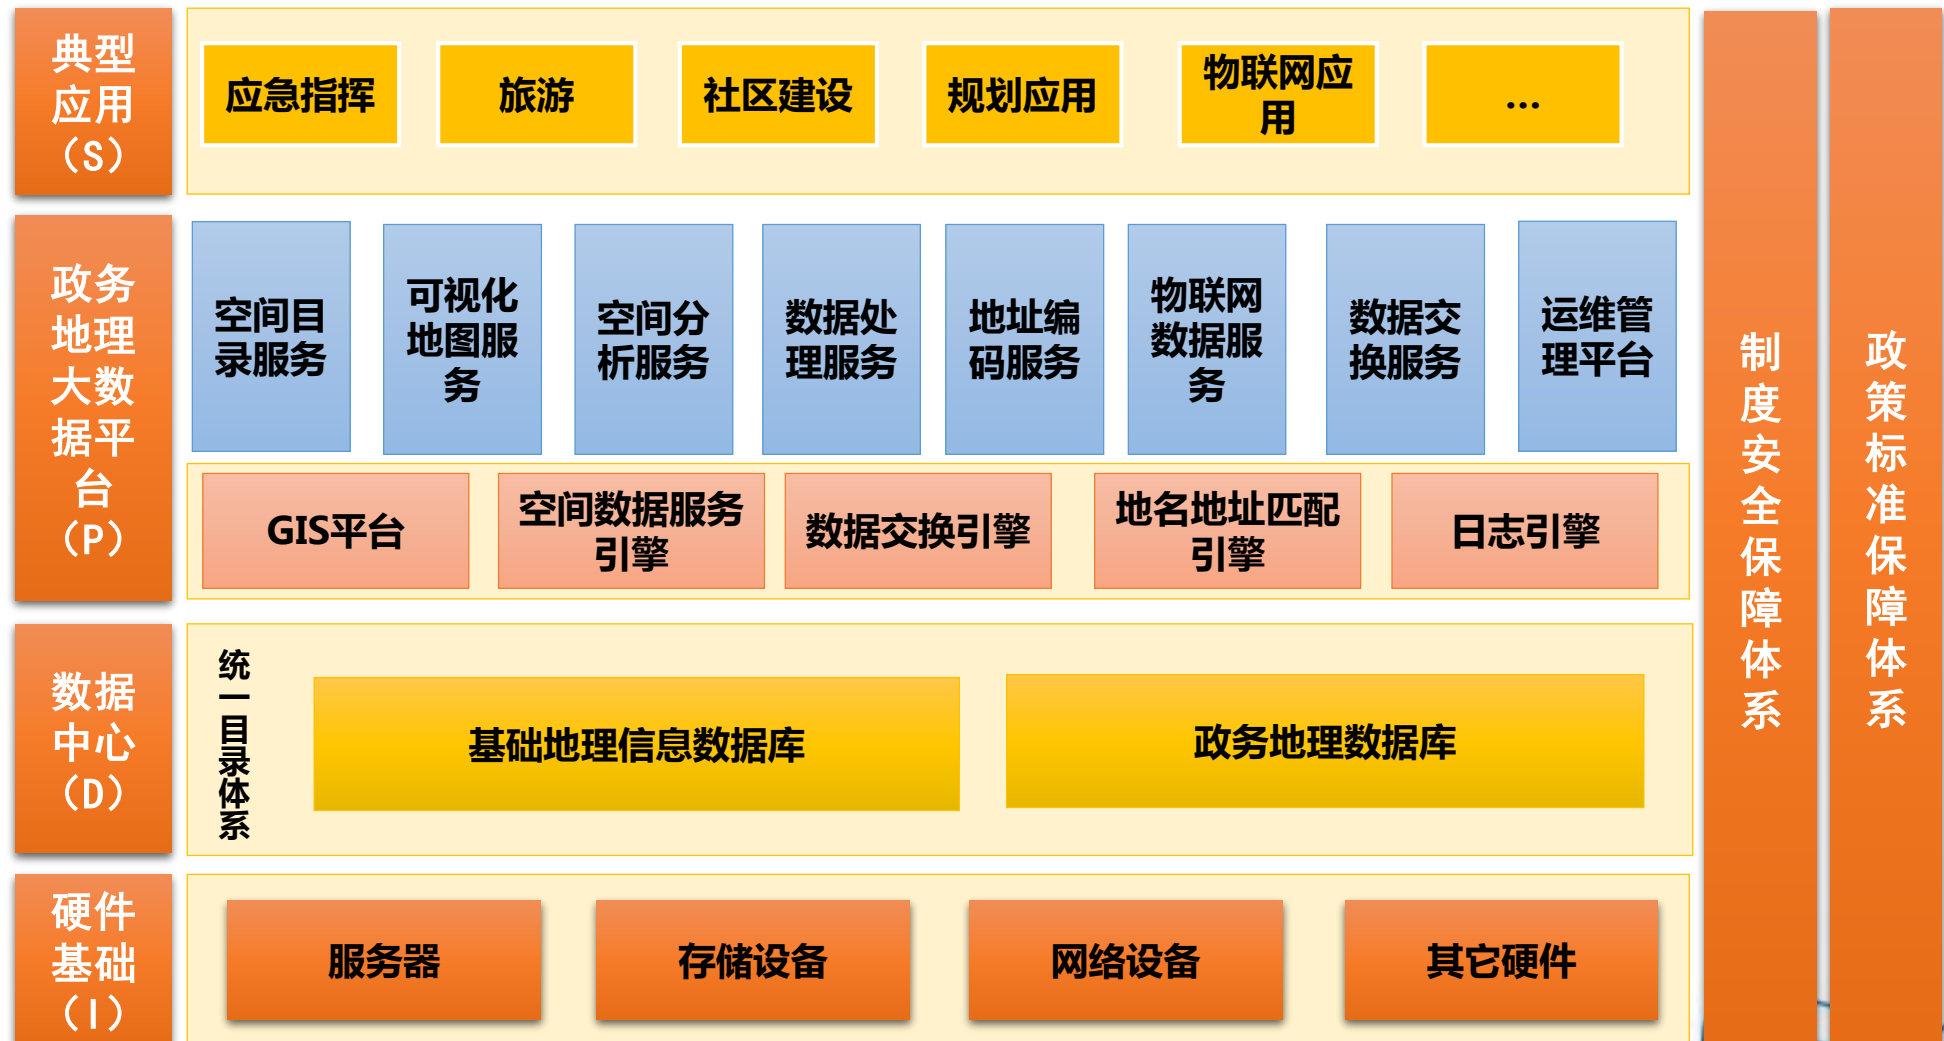 典型
应用
（S）
应急指挥
旅游
社区建设
规划应用
物联网应
用
...
政务
地理
大数
据平
台
（P）
空间目
录服务
可视化
地图服
务
空间分
析服务
数据处
理服务
地址编
码服务
物联网
数据服
务
数据交
换服务
运维管
理平台
GIS平台
空间数据服务
引擎
数据交换引擎
地名地址匹配
引擎
日志引擎
数据
中心
（D）
统一目录体系
基础地理信息数据库
政务地理数据库
硬件
基础
（I）
服务器
存储设备
网络设备
其它硬件
制度安全保障体系
政策标准保障体系